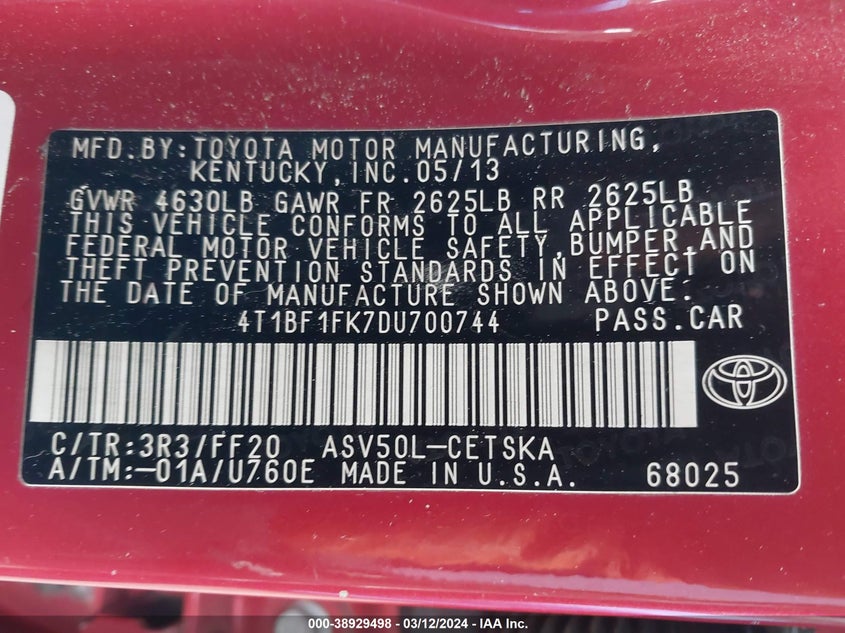 MFD.BY:TOYOTA MOTOR MANUFACTURING,
KENTUCKY,INC.05/13
GVWR 4630LB GAWR FR 2625LB RR 2625LB
THIS VEHICLE CONFORMS TO ALL APPLICABLE
FEDERAL MOTOR VEHICLE SAFETY,BUMPER,AND
THEFT PREVENTION STANDARDS IN EFFECT ON
THE DATE OF MANUFACTURE SHOWN ABOVE.
4T1BF1FK7DU700744 PASS.CAR
C/TR:3R3/FF20 ASV50L-CETSKA
A/TM:-01A/U760E MADE IN U.S.A. 68025
000-38929498 - 03/12/2024 - IAA Inc.